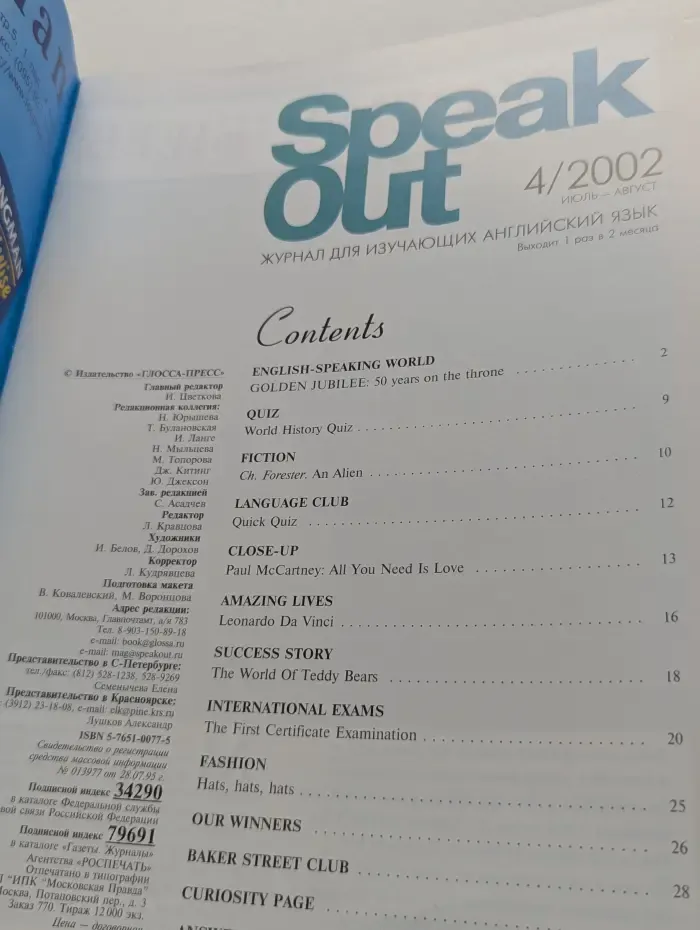 Speak
Out
4/2002
ИЮЛЬ – АВГУСТ
ЖУРНАЛ ДЛЯ ИЗУЧАЮЩИХ АНГЛИЙСКИЙ ЯЗЫК
Выходит 1 раз в 2 месяца
Contents
ENGLISH-SPEAKING WORLD
GOLDEN JUBILEE: 50 years on the throne 2
QUIZ
World History Quiz 9
FICTION
Ch. Forester. An Alien 10
LANGUAGE CLUB
Quick Quiz 12
CLOSE-UP
Paul McCartney: All You Need Is Love 13
AMAZING LIVES
Leonardo Da Vinci 16
SUCCESS STORY
The World Of Teddy Bears 18
INTERNATIONAL EXAMS
The First Certificate Examination 20
FASHION
Hats, hats, hats 25
OUR WINNERS 26
BAKER STREET CLUB 28
CURIOSITY PAGE
© Издательство «ГЛОССА-ПРЕСС»
Главный редактор
И. Цветкова
Редакционная коллегия:
Н. Юрышева
Т. Булановская
И. Ланге
Н. Мыльцева
М. Топорова
Дж. Китинг
Ю. Джексон
Зав. редакцией
С. Асадчев
Редактор
Л. Кравцова
Художники
И. Белов, Д. Дорохов
Корректор
Л. Кудрявцева
Подготовка макета
В. Ковалевский, М. Воронцова
Адрес редакции:
101000, Москва, Главпочтамт, а/я 783
Тел. 8-903-150-89-18
e-mail: book@glossa.ru
e-mail: mag@speakout.ru
Представительство в С-Петербурге:
тел./факс: (812) 528-1238, 528-9269
Семенычева Елена
Представительство в Красноярске:
(3912) 23-18-08, e-mail: elk@pine.krs.ru
Лушков Александр
ISBN 5-7651-0077-5
Свидетельство о регистрации
средства массовой информации
№ 013977 от 28.07.95 г.
Подписной индекс 34290
в каталоге Федеральной службы
связи Российской Федерации
Подписной индекс 79691
в каталоге «Газеты. Журналы»
Агентства «РОСПЕЧАТЬ»
Отпечатано в типографии
"ИПК "Московская Правда"
Москва, Потаповский пер., д. 3
Заказ 770. Тираж 12 000 экз.
Цена – договорная